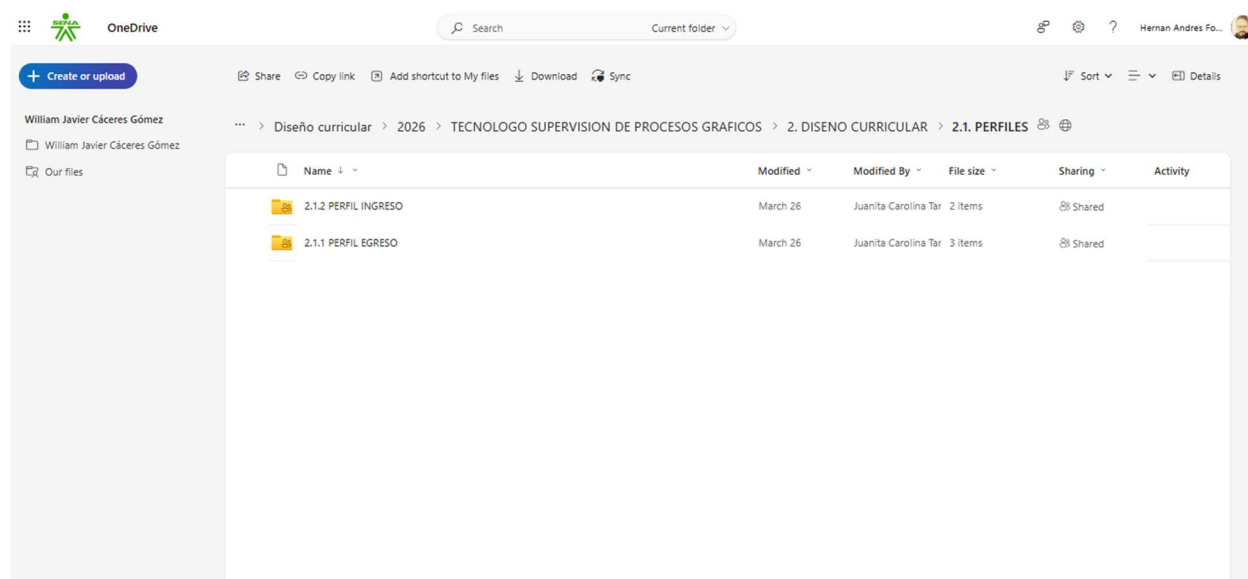 SENA
OneDrive
Search
Current folder
?
Hernan Andres Fo...
+ Create or upload
Share
Copy link
Add shortcut to My files
Download
Sync
Sort
Details
William Javier Cáceres Gómez
William Javier Cáceres Gómez
Our files
... > Diseño curricular > 2026 > TECNOLOGO SUPERVISION DE PROCESOS GRAFICOS > 2. DISENO CURRICULAR > 2.1. PERFILES
Name ↓ Modified Modified By File size Sharing Activity
2.1.2 PERFIL INGRESO March 26 Juanita Carolina Tar 2 items Shared
2.1.1 PERFIL EGRESO March 26 Juanita Carolina Tar 3 items Shared